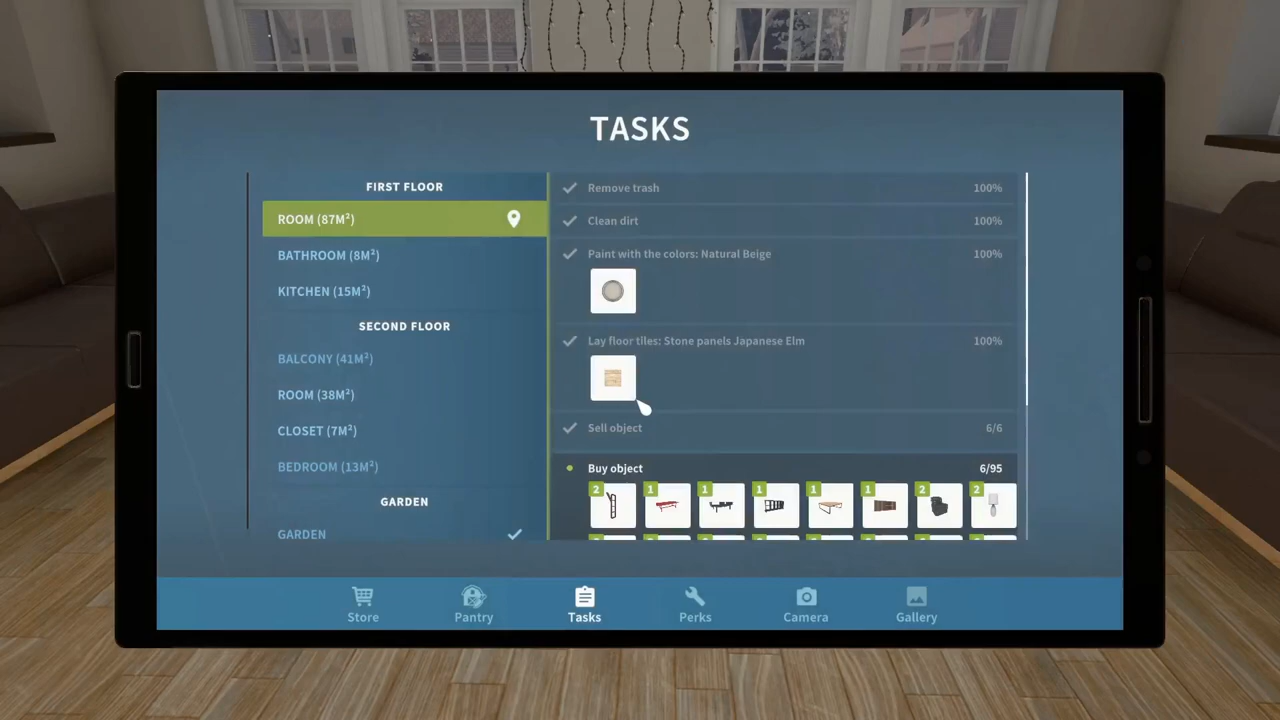 TASKS
FIRST FLOOR
ROOM (87M²)
BATHROOM (8M²)
KITCHEN (15M²)
SECOND FLOOR
BALCONY (41M²)
ROOM (38M²)
CLOSET (7M²)
BEDROOM (13M²)
GARDEN
GARDEN
Remove trash 100%
Clean dirt 100%
Paint with the colors: Natural Beige 100%
Lay floor tiles: Stone panels Japanese Elm 100%
Sell object 6/6
Buy object 6/95
2 1 1 1 1 1 2 2
Store Pantry Tasks Perks Camera Gallery